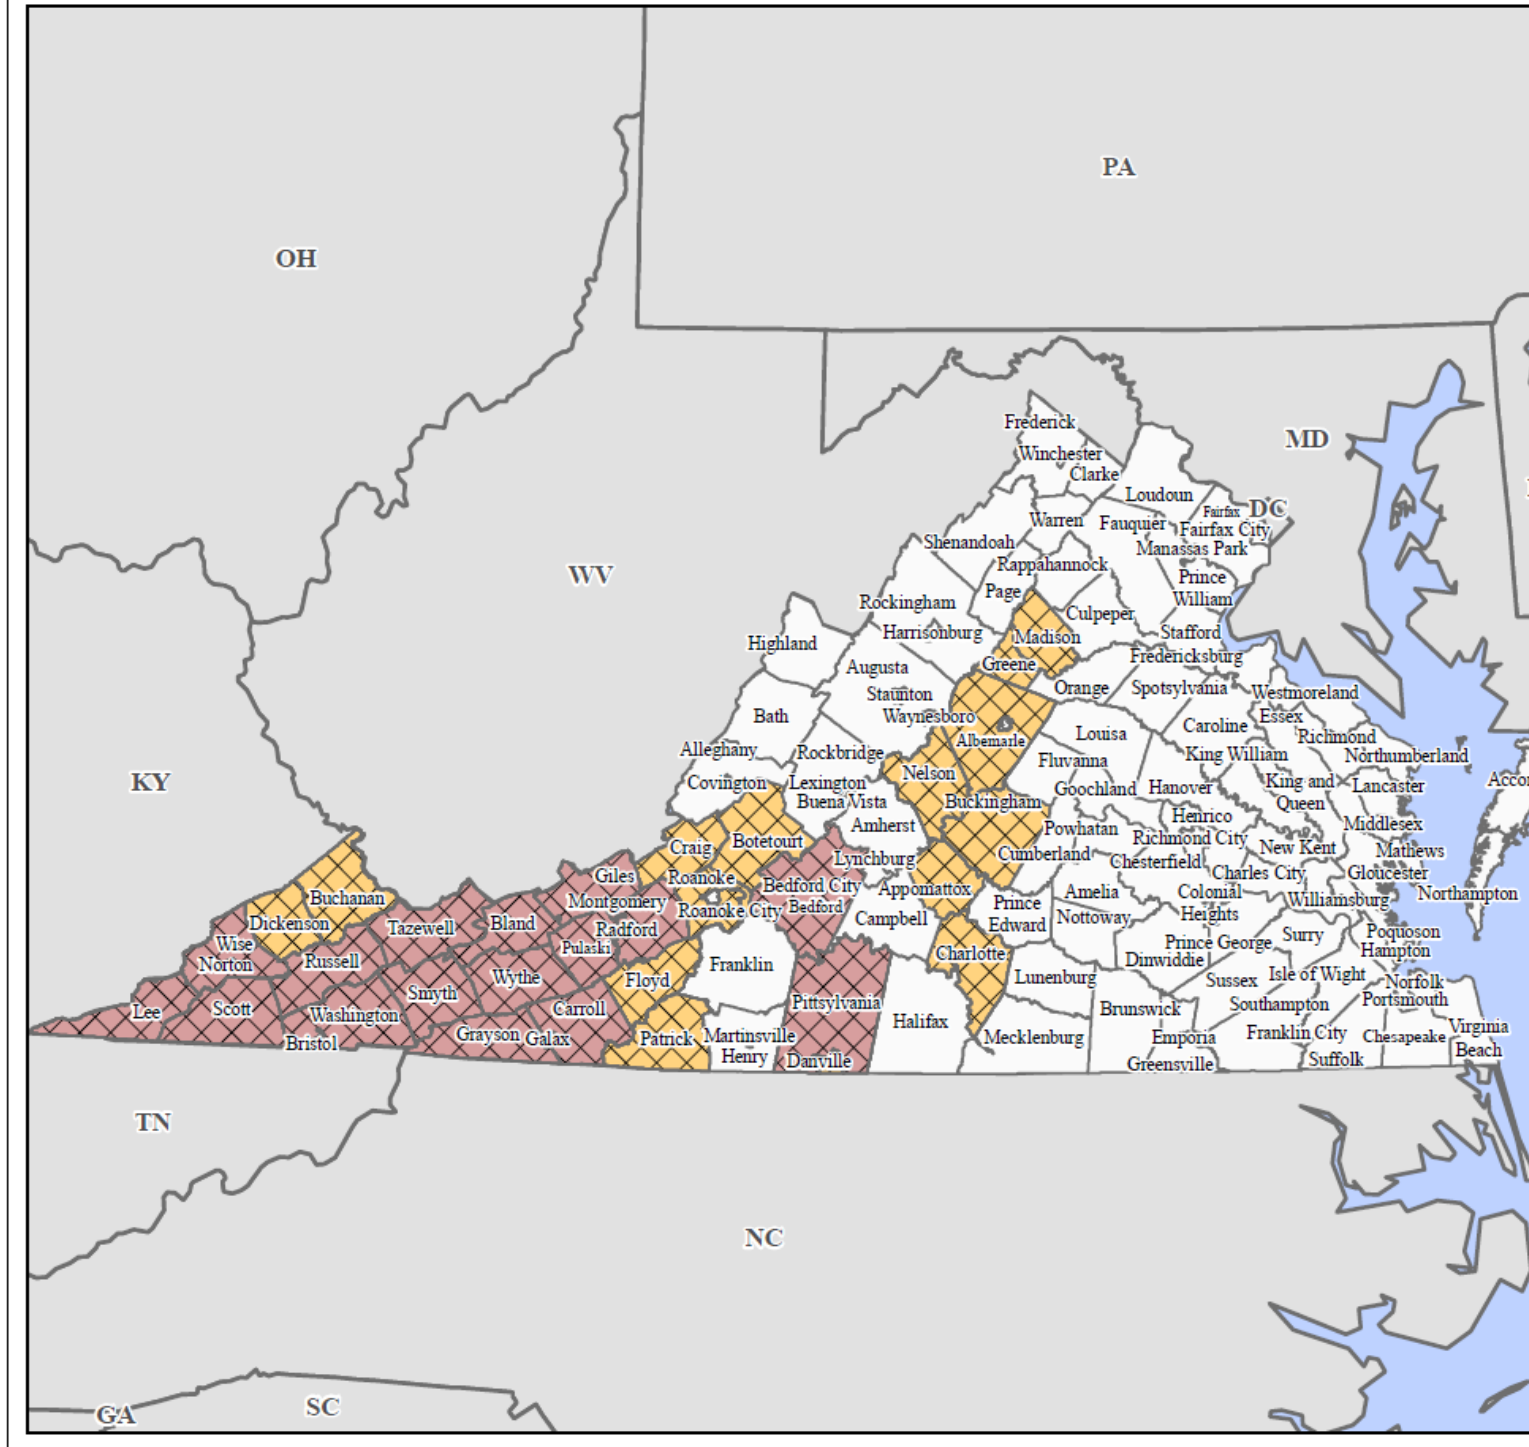 PA
OH
MD
DC
WV
KY
TN
NC
SC
GA
Frederick
Winchester
Clarke
Loudoun
Fairfax
Fairfax City
Warren
Fauquier
Manassas Park
Shenandoah
Rappahannock
Prince
William
Page
Rockingham
Culpeper
Harrisonburg
Madison
Stafford
Highland
Greene
Fredericksburg
Augusta
Orange
Spotsylvania
Westmoreland
Staunton
Bath
Waynesboro
Caroline
Essex
Richmond
Albemarle
Louisa
Alleghany
Rockbridge
King William
Northumberland
Fluvanna
Nelson
Covington
Lexington
Goochland
Hanover
King and
Queen
Lancaster
Accor
Buena Vista
Buckingham
Henrico
Amherst
Powhatan
Richmond City
Middlesex
Craig
Botetourt
Cumberland
New Kent
Mathews
Lynchburg
Chesterfield
Charles City
Gloucester
Giles
Roanoke
Bedford City
Appomattox
Amelia
Colonial
Heights
Williamsburg
Northampton
Buchanan
Montgomery
Roanoke City
Bedford
Campbell
Prince
Edward
Nottoway
Dickenson
Tazewell
Bland
Radford
Poquoson
Wise
Pulaski
Prince George
Surry
Hampton
Norton
Russell
Franklin
Charlotte
Dinwiddie
Wythe
Floyd
Lunenburg
Sussex
Isle of Wight
Norfolk
Smyth
Pittsylvania
Portsmouth
Lee
Scott
Washington
Carroll
Brunswick
Southampton
Halifax
Virginia
Beach
Grayson
Galax
Patrick
Martinsville
Mecklenburg
Emporia
Franklin City
Chesapeake
Bristol
Henry
Danville
Greensville
Suffolk